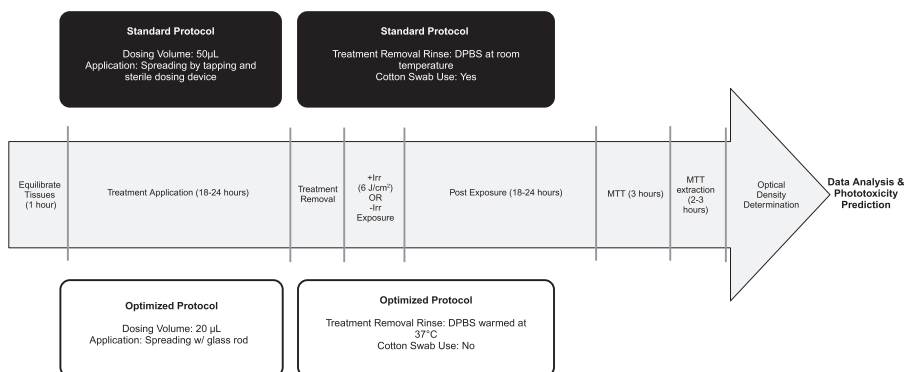 Standard Protocol
Dosing Volume: 50µL
Application: Spreading by tapping and
sterile dosing device
Standard Protocol
Treatment Removal Rinse: DPBS at room
temperature
Cotton Swab Use: Yes
Equilibrate
Tissues
(1 hour)
Treatment Application (18-24 hours)
Treatment
Removal
+Irr
(6 J/cm²)
OR
-Irr
Exposure
Post Exposure (18-24 hours)
MTT (3 hours)
MTT
extraction
(2-3
hours)
Optical
Density
Determination
Data Analysis &
Phototoxicity
Prediction
Optimized Protocol
Dosing Volume: 20 µL
Application: Spreading w/ glass rod
Optimized Protocol
Treatment Removal Rinse: DPBS warmed at
37°C
Cotton Swab Use: No